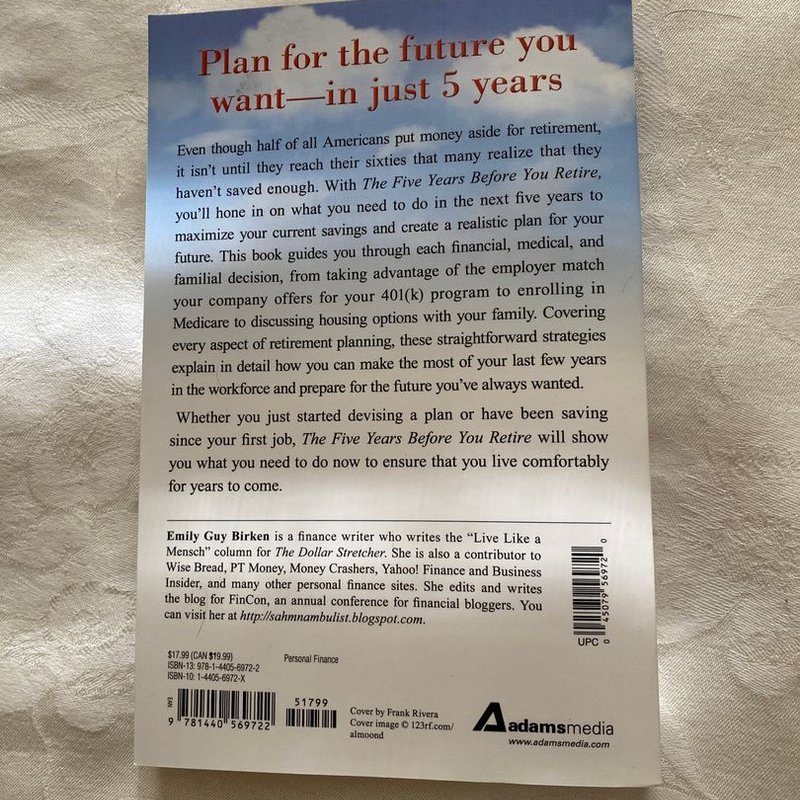 Plan for the future you
want—in just 5 years
Even though half of all Americans put money aside for retirement,
it isn't until they reach their sixties that many realize that they
haven't saved enough. With The Five Years Before You Retire,
you'll hone in on what you need to do in the next five years to
maximize your current savings and create a realistic plan for your
future. This book guides you through each financial, medical, and
familial decision, from taking advantage of the employer match
your company offers for your 401(k) program to enrolling in
Medicare to discussing housing options with your family. Covering
every aspect of retirement planning, these straightforward strategies
explain in detail how you can make the most of your last few years
in the workforce and prepare for the future you've always wanted.
Whether you just started devising a plan or have been saving
since your first job, The Five Years Before You Retire will show
you what you need to do now to ensure that you live comfortably
for years to come.
Emily Guy Birken is a finance writer who writes the “Live Like a
Mensch” column for The Dollar Stretcher. She is also a contributor to
Wise Bread, PT Money, Money Crashers, Yahoo! Finance and Business
Insider, and many other personal finance sites. She edits and writes
the blog for FinCon, an annual conference for financial bloggers. You
can visit her at http://sahmnambulist.blogspot.com.
0 45079 56972 0
UPC
$17.99 (CAN $19.99)
ISBN-13: 978-1-4405-6972-2
ISBN-10: 1-4405-6972-X
Personal Finance
EAN
9 781440 569722
51799
Cover by Frank Rivera
Cover image © 123rf.com/
almoond
adamsmedia
www.adamsmedia.com